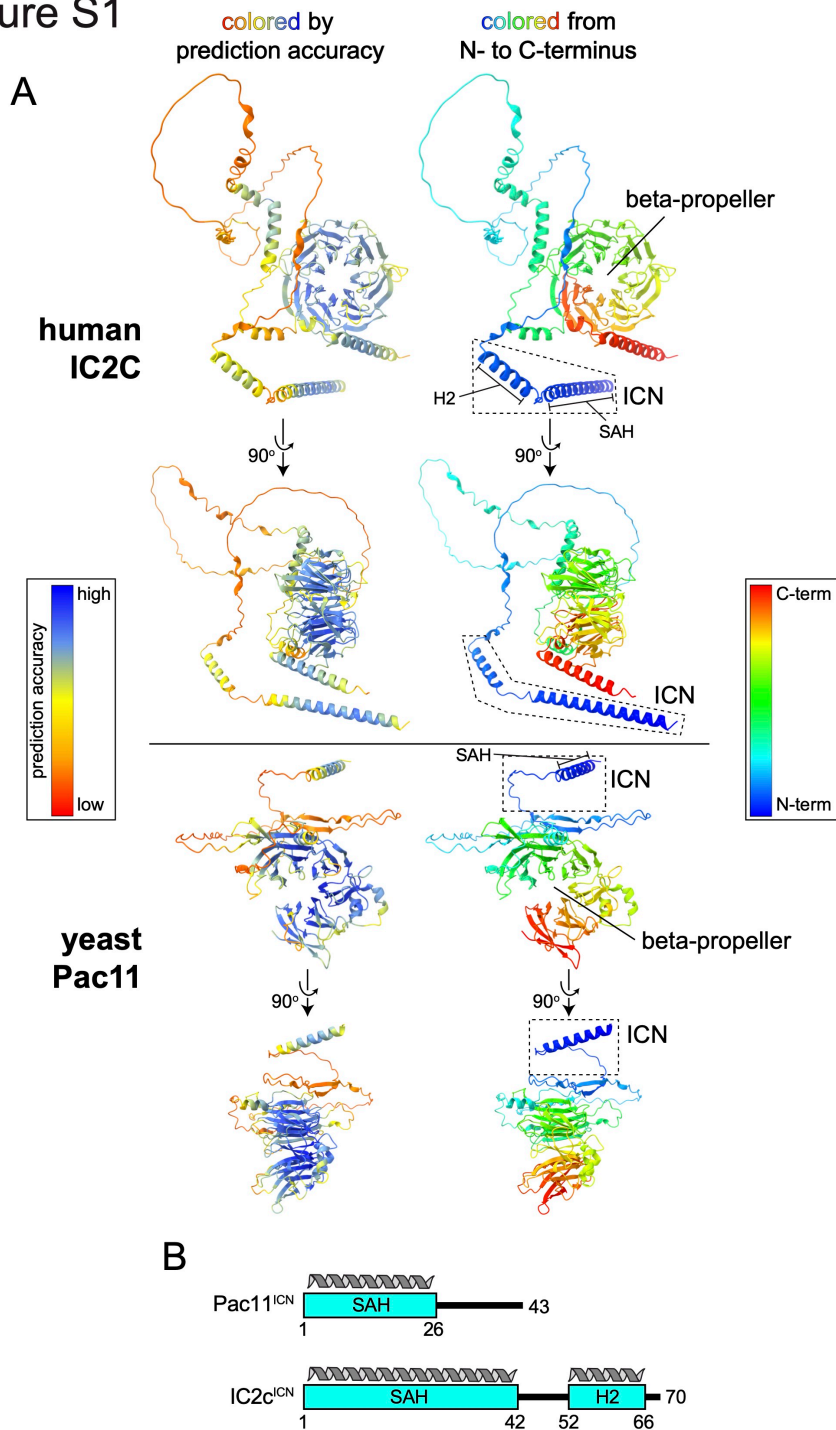 ure S1
colored by
prediction accuracy
colored from
N- to C-terminus
A
beta-propeller
human
IC2C
H2
ICN
SAH
90°
90°
high
prediction accuracy
low
C-term
N-term
ICN
SAH
ICN
yeast
Pac11
beta-propeller
90°
90°
ICN
B
Pac11ᴵᶜᴺ
SAH
43
1
26
IC2cᴵᶜᴺ
SAH
H2
70
1
42
52
66